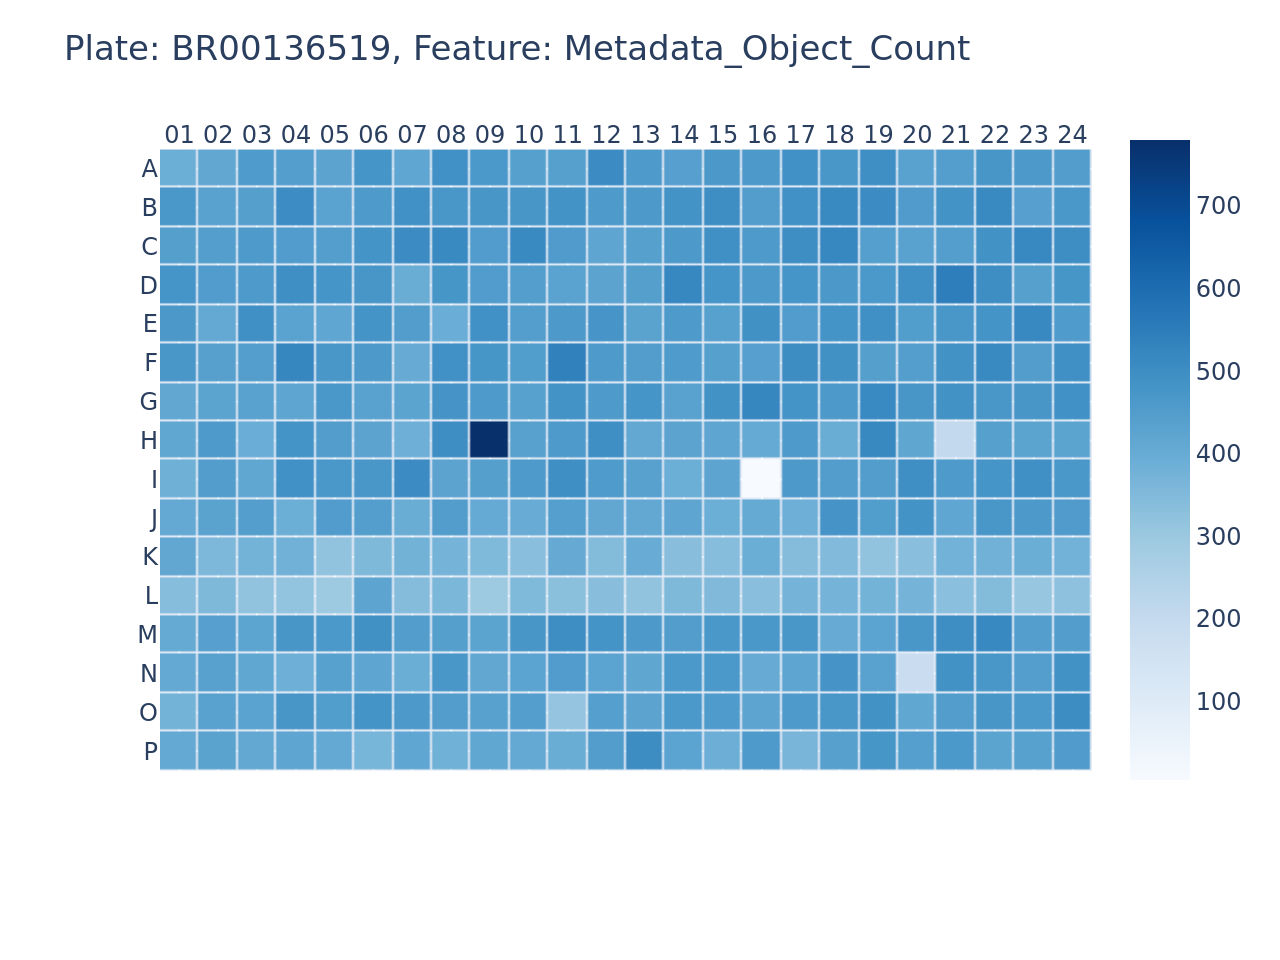 Plate: BR00136519, Feature: Metadata_Object_Count
01 02 03 04 05 06 07 08 09 10 11 12 13 14 15 16 17 18 19 20 21 22 23 24
A
B
C
D
E
F
G
H
I
J
K
L
M
N
O
P
700
600
500
400
300
200
100